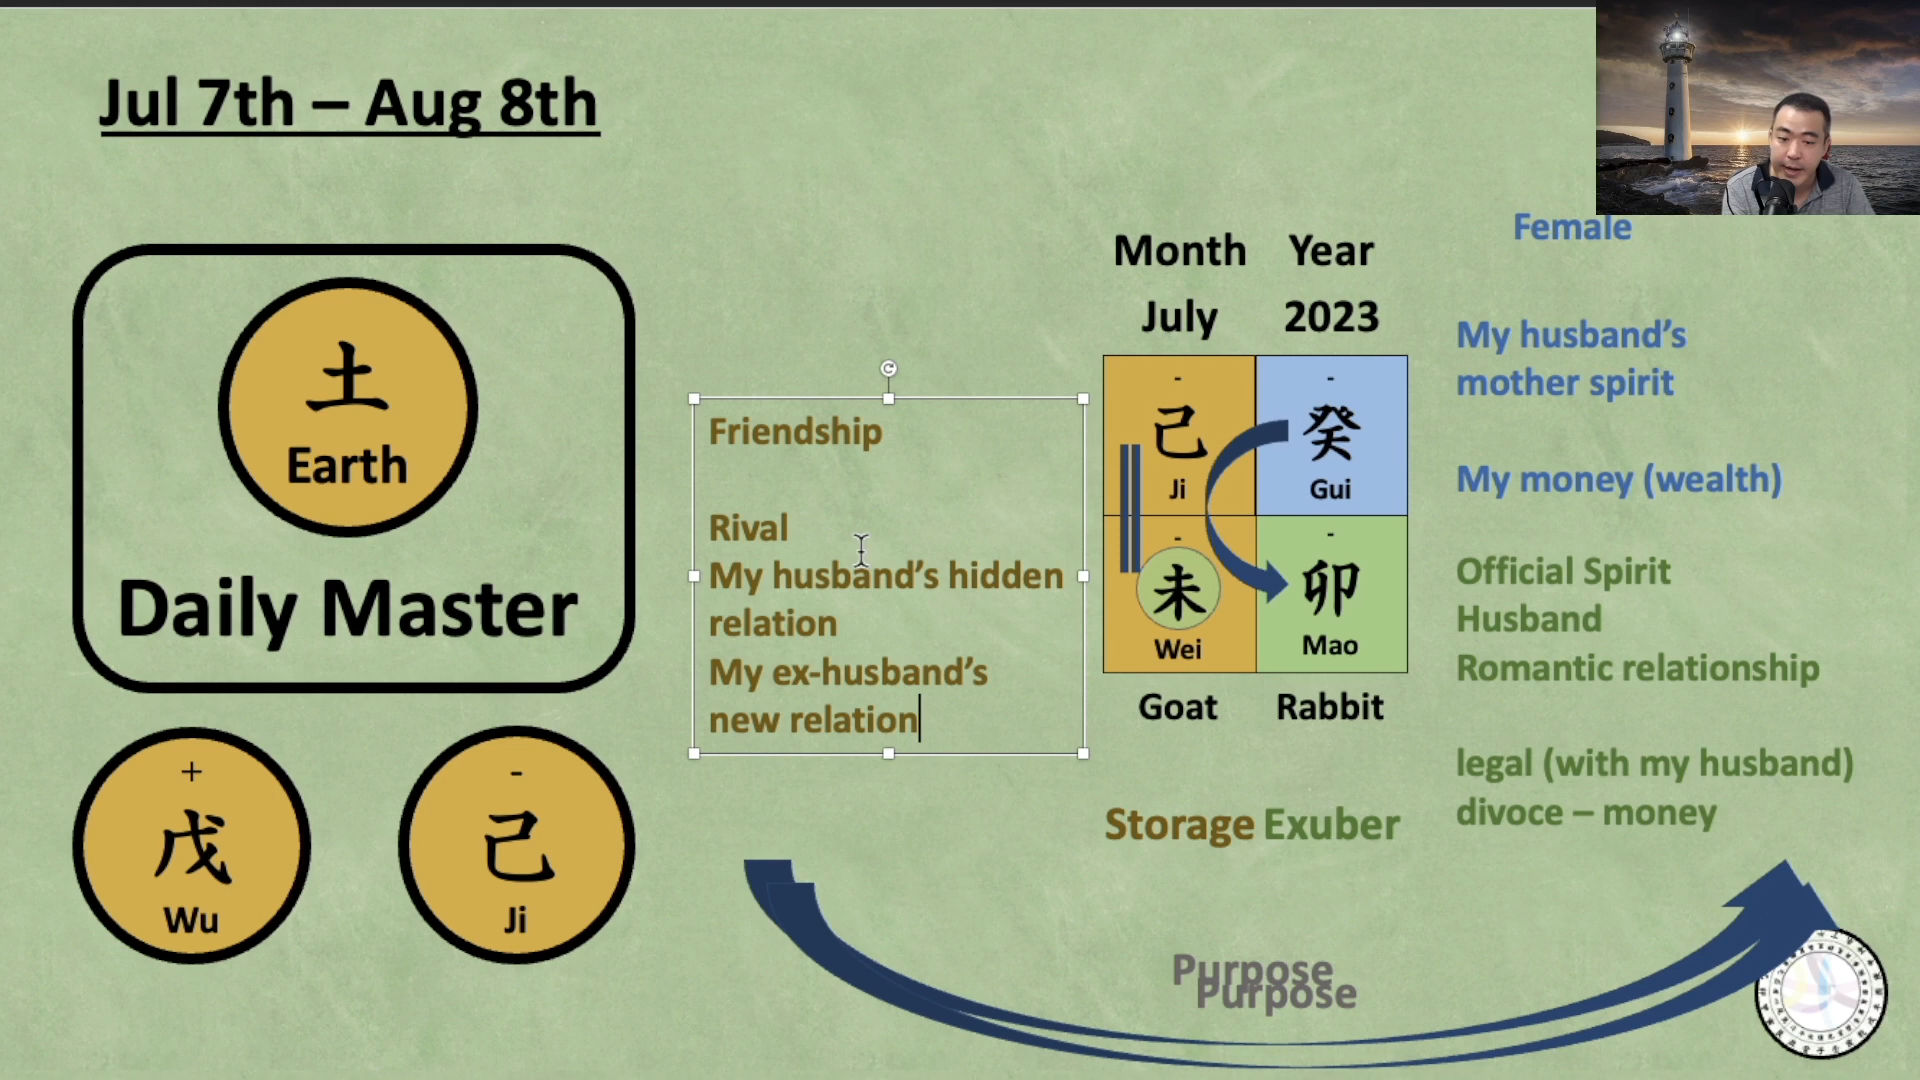 Jul 7th – Aug 8th
土
Earth
Daily Master
+
戊
Wu
-
己
Ji
Friendship
Rival
My husband's hidden
relation
My ex-husband's
new relation
Month Year
July 2023
- -
己 癸
Ji Gui
- -
未 卯
Wei Mao
Goat Rabbit
Storage Exuber
Female
My husband's
mother spirit
My money (wealth)
Official Spirit
Husband
Romantic relationship
legal (with my husband)
divoce – money
Purpose
Purpose